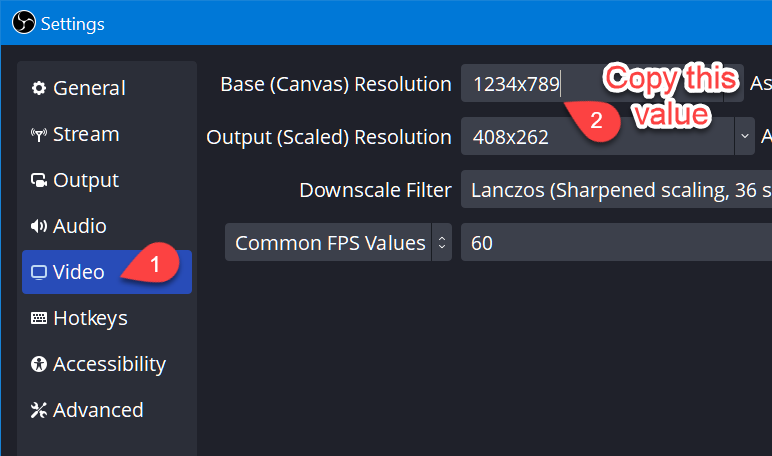 Settings
General
Stream
Output
Audio
Video
Hotkeys
Accessibility
Advanced
1
Base (Canvas) Resolution 1234x789 As
Output (Scaled) Resolution 408x262 A
Downscale Filter Lanczos (Sharpened scaling, 36 s
Common FPS Values 60
2
Copy this
value